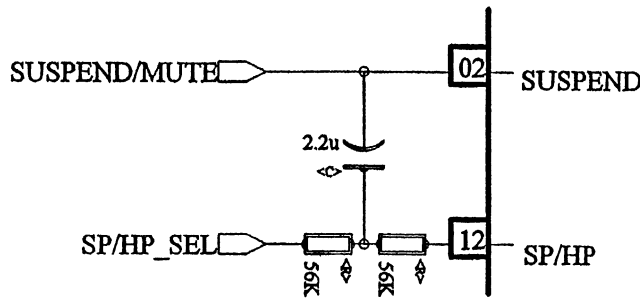 SUSPEND/MUTE
02
SUSPEND
2.2u
<C>
SP/HP_SEL
12
SP/HP
<R>
<R>
56K
56K